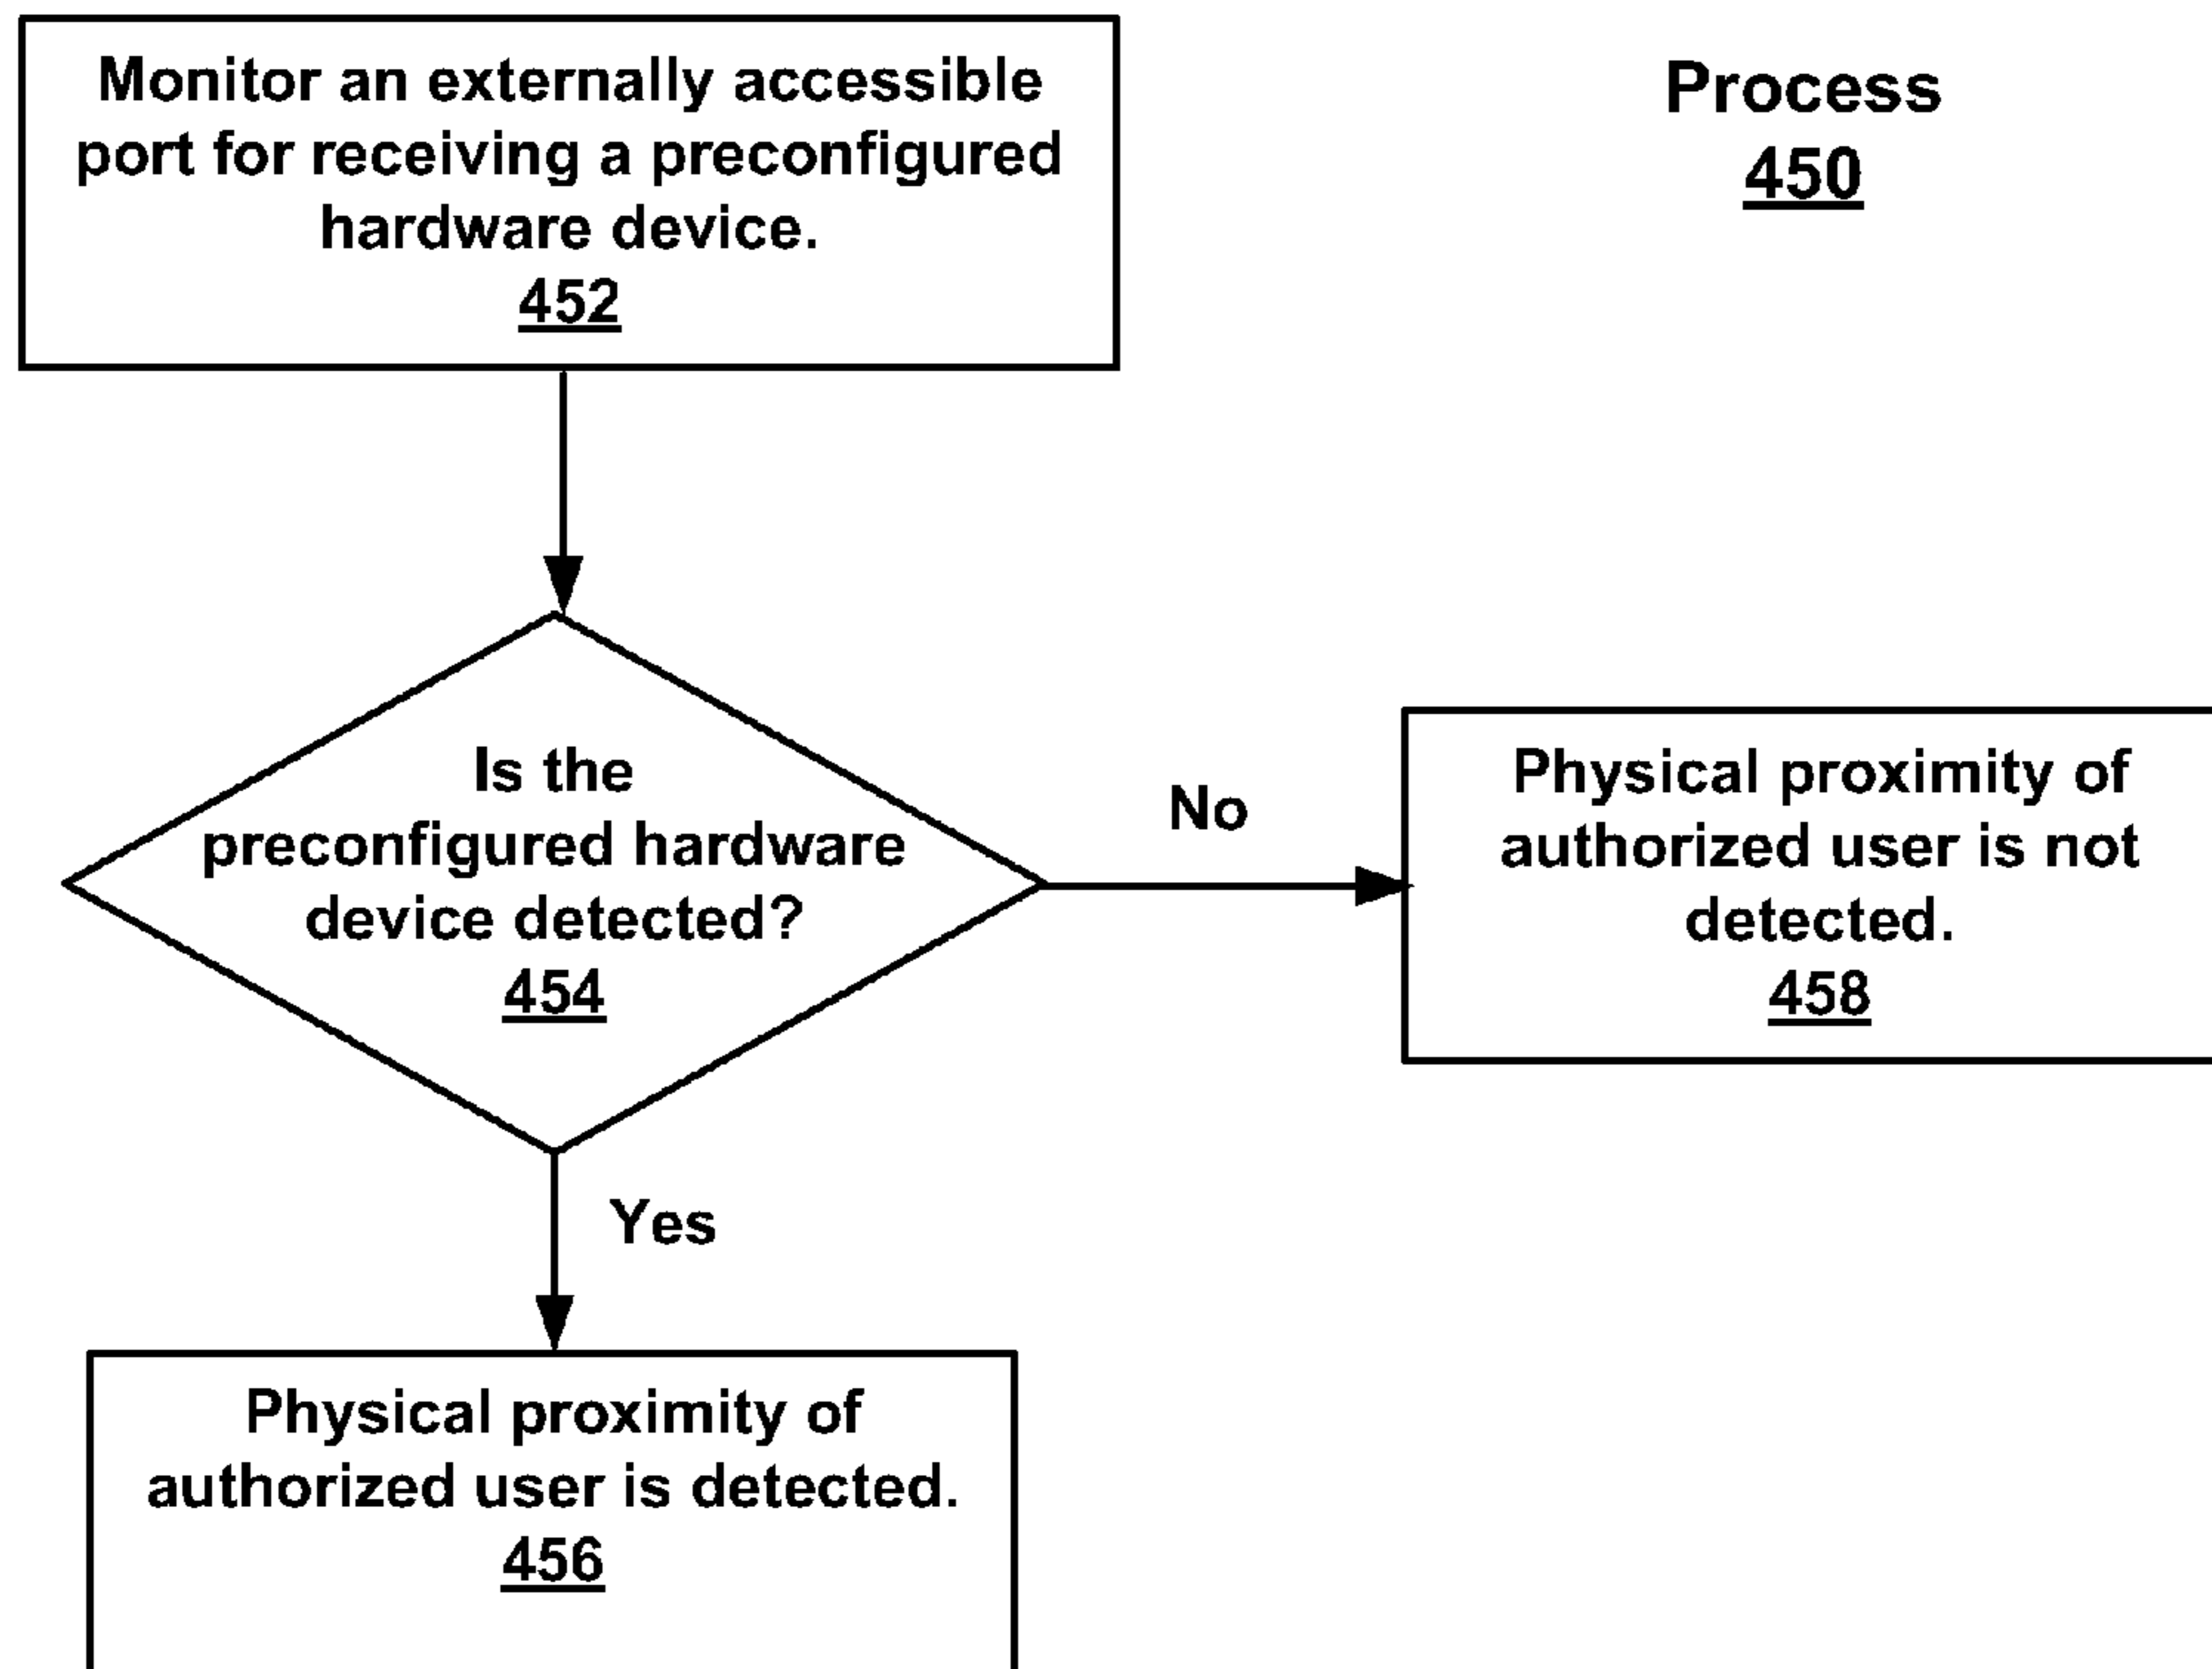 Monitor an externally accessible
port for receiving a preconfigured
hardware device.
452
Process
450
Is the
preconfigured hardware
device detected?
454
No
Physical proximity of
authorized user is not
detected.
458
Yes
Physical proximity of
authorized user is detected.
456